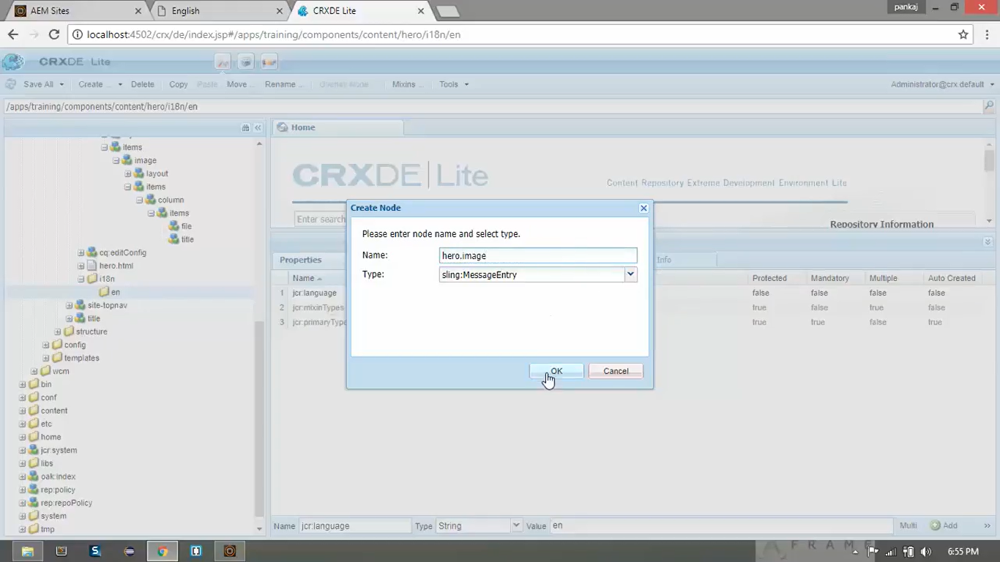 AEM Sites
English
CRXDE Lite
pankaj
localhost:4502/crx/de/index.jsp#/apps/training/components/content/hero/i18n/en
CRXDE Lite
Save All
Create ...
Delete
Copy
Paste
Move ...
Rename ...
Mixins ...
Tools
Administrator@crx.default
/apps/training/components/content/hero/i18n/en
items
image
layout
items
column
items
file
title
cq:editConfig
hero.html
i18n
en
site-topnav
title
structure
config
templates
wcm
bin
conf
content
etc
home
jcr:system
libs
oak:index
rep:policy
rep:repoPolicy
system
tmp
Home
CRXDE Lite
Content Repository Extreme Development Environment Lite
Enter search
Repository Information
Create Node
Please enter node name and select type.
Name: hero.image
Type: sling:MessageEntry
OK
Cancel
Properties
Info
Name
Protected Mandatory Multiple Auto Created
1 jcr:language false false false false
2 jcr:mixinTypes true false true false
3 jcr:primaryType true true false true
Name jcr:language Type String Value en Multi Add
FRAME
6:55 PM